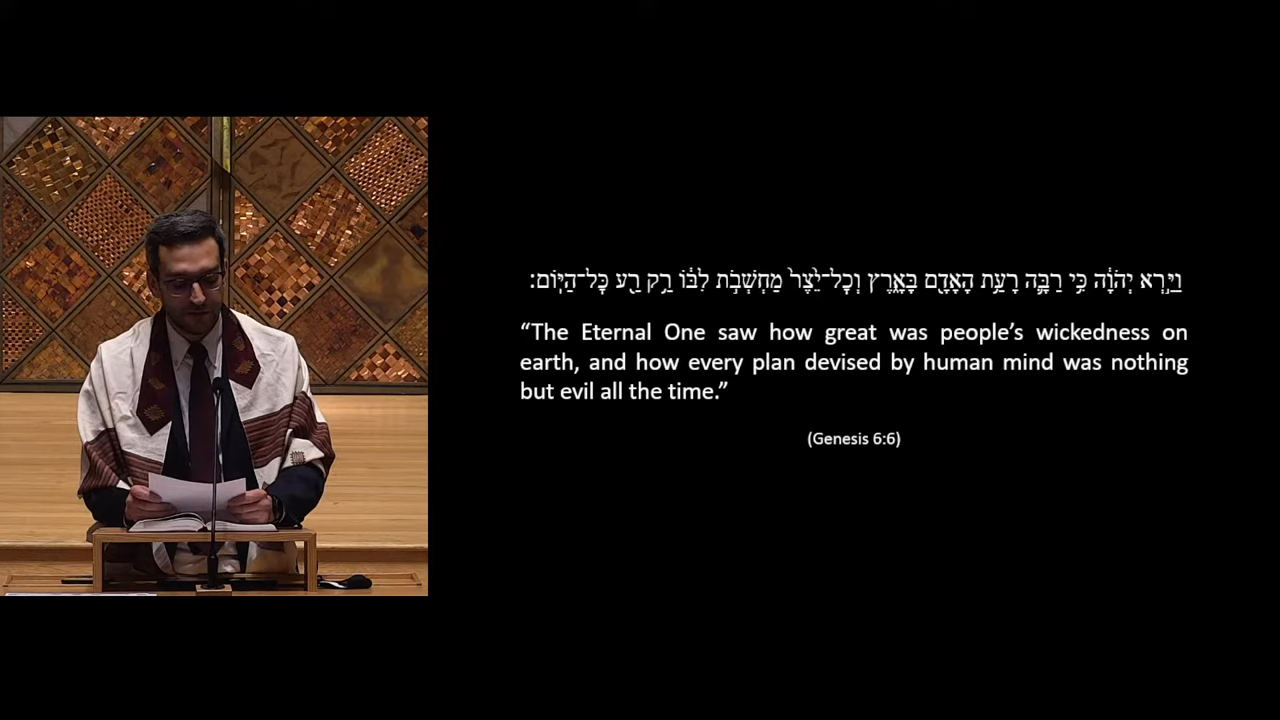 וַיַּ֣רְא יְהֹוָ֔ה כִּ֥י רַבָּ֛ה רָעַ֥ת הָאָדָ֖ם בָּאָ֑רֶץ וְכׇל־יֵ֙צֶר֙ מַחְשְׁבֹ֣ת לִבּ֔וֹ רַ֥ק רַ֖ע כׇּל־הַיּֽוֹם׃
“The Eternal One saw how great was people’s wickedness on
earth, and how every plan devised by human mind was nothing
but evil all the time.”
(Genesis 6:6)